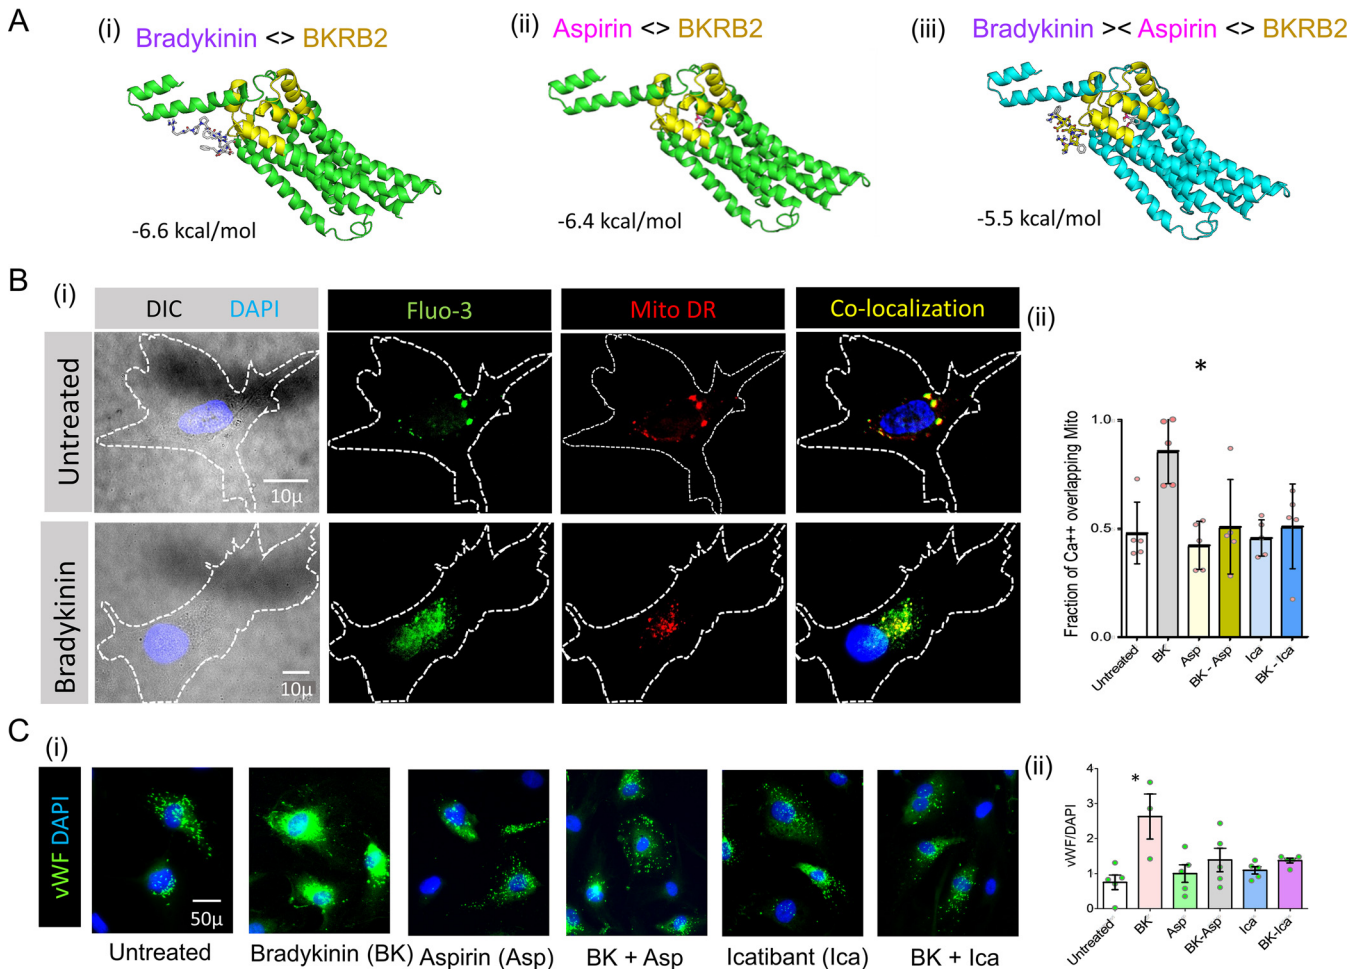 A
(i) Bradykinin <> BKRB2
(ii) Aspirin <> BKRB2
(iii) Bradykinin >< Aspirin <> BKRB2
-6.6 kcal/mol
-6.4 kcal/mol
-5.5 kcal/mol
B
(i)
DIC DAPI
Fluo-3
Mito DR
Co-localization
Untreated
10µ
Bradykinin
10µ
(ii)
*
Fraction of Ca++ overlapping Mito
1.0
0.5
0.0
Untreated
BK
Asp
BK - Asp
Ica
BK - Ica
C
(i)
vWF DAPI
50µ
Untreated
Bradykinin (BK)
Aspirin (Asp)
BK + Asp
Icatibant (Ica)
BK + Ica
(ii)
*
vWF/DAPI
4
3
2
1
0
Untreated
BK
Asp
BK-Asp
Ica
BK-Ica